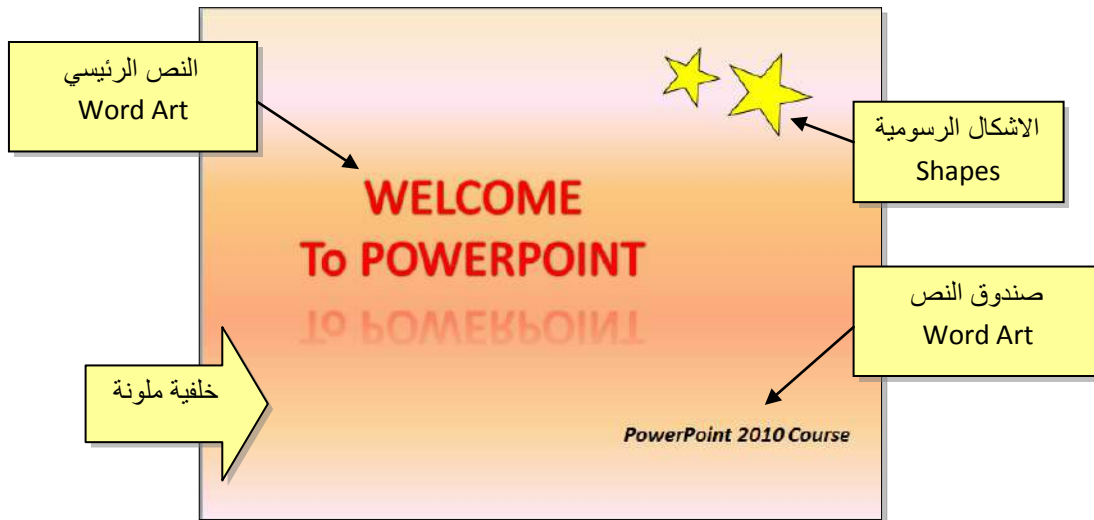 النص الرئيسي
Word Art
الاشكال الرسومية
Shapes
WELCOME
To POWERPOINT
To POWERPOINT
صندوق النص
Word Art
خلفية ملونة
PowerPoint 2010 Course